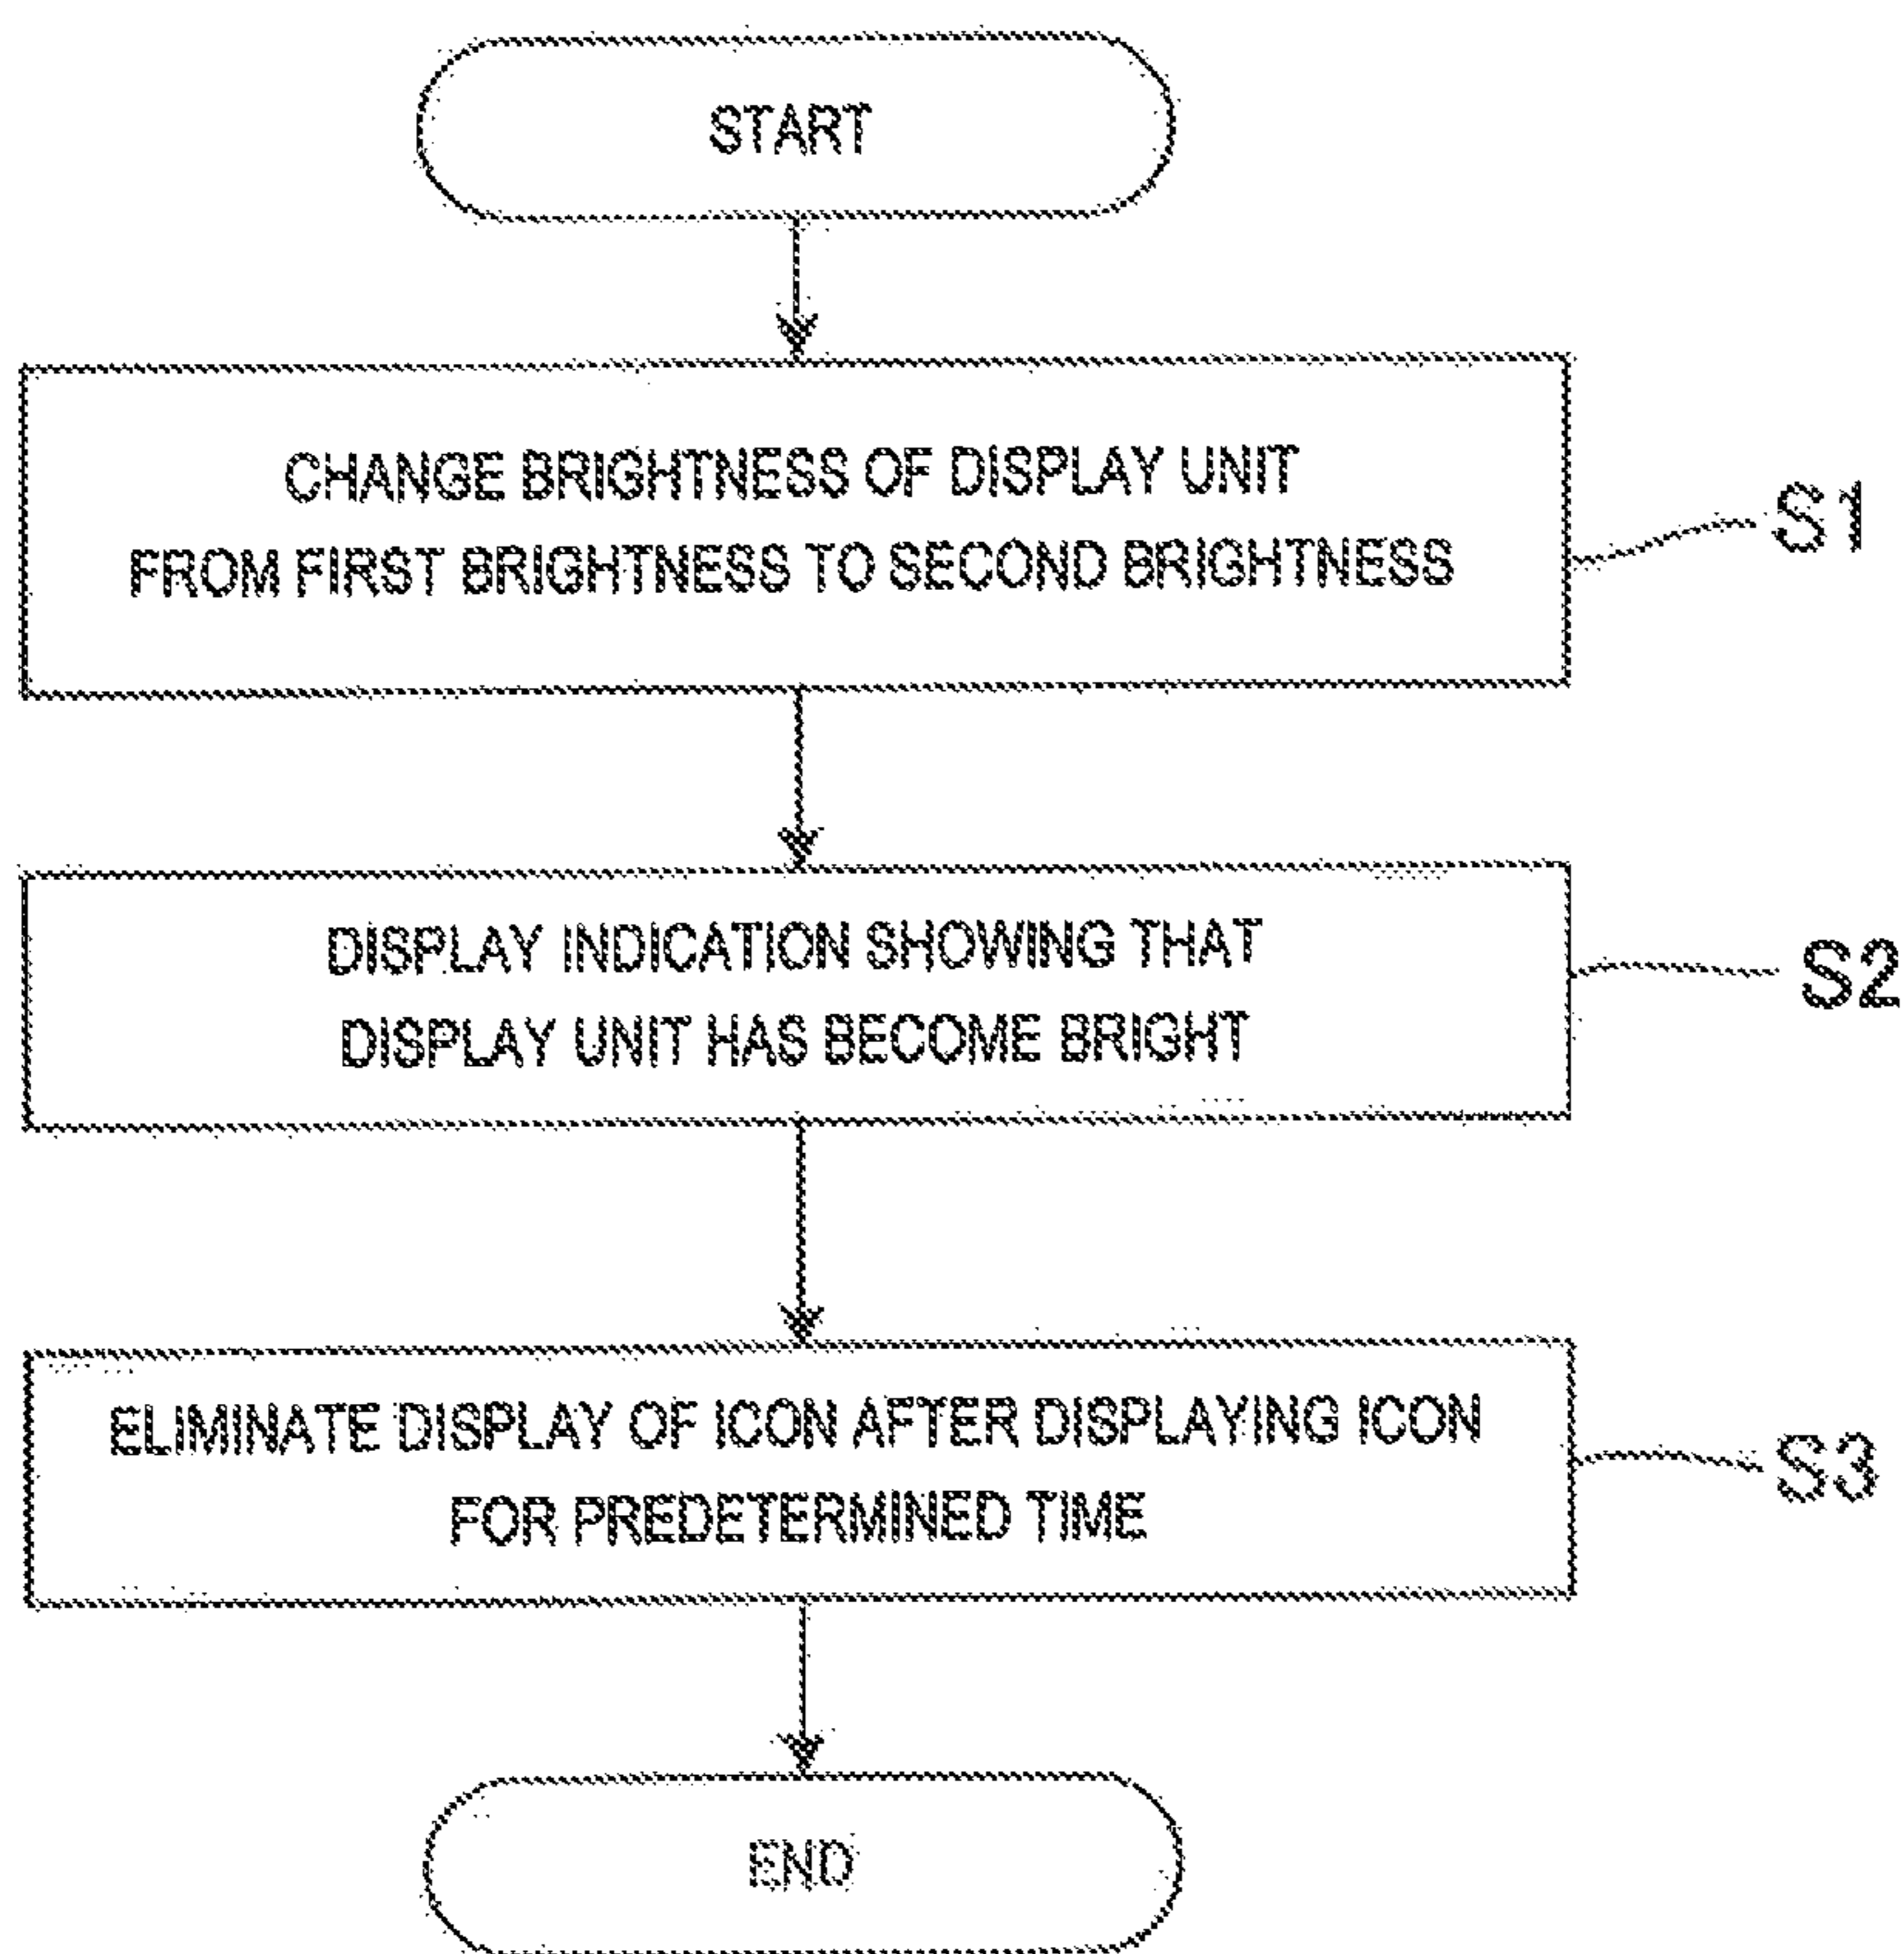 START
CHANGE BRIGHTNESS OF DISPLAY UNIT
FROM FIRST BRIGHTNESS TO SECOND BRIGHTNESS
S1
DISPLAY INDICATION SHOWING THAT
DISPLAY UNIT HAS BECOME BRIGHT
S2
ELIMINATE DISPLAY OF ICON AFTER DISPLAYING ICON
FOR PREDETERMINED TIME
S3
END